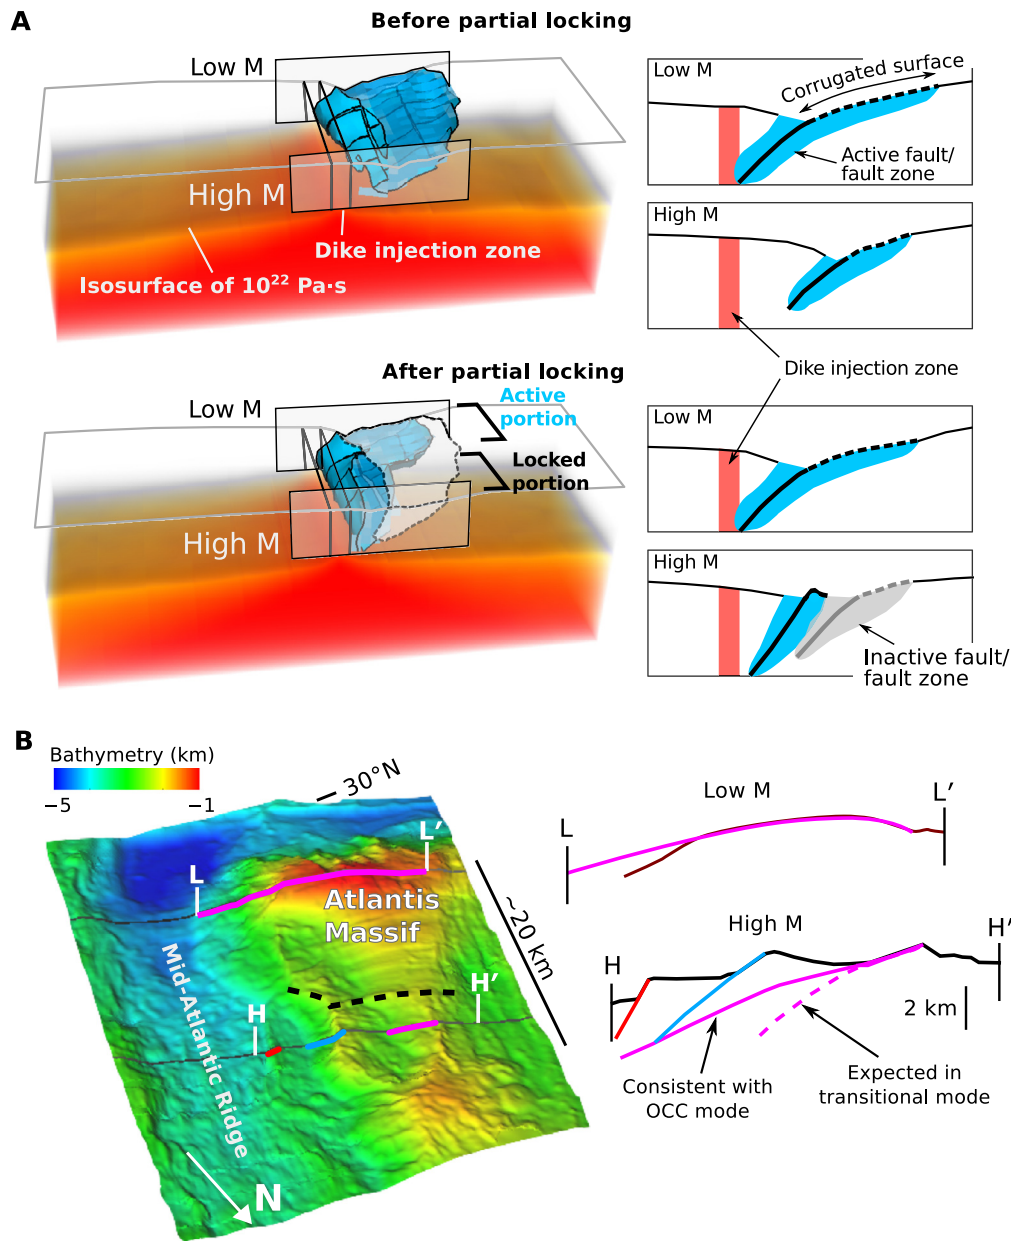 A
Before partial locking
Low M
High M
Dike injection zone
Isosurface of 10²² Pa·s
Low M
Corrugated surface
Active fault/
fault zone
High M
Dike injection zone
After partial locking
Low M
Active
portion
Locked
portion
High M
Low M
High M
Inactive fault/
fault zone
B
Bathymetry (km)
−5
−1
30°N
L
L′
Atlantis
Massif
~20 km
Mid-Atlantic Ridge
H
H′
N
Low M
L
L′
High M
H
H′
2 km
Consistent with
OCC mode
Expected in
transitional mode